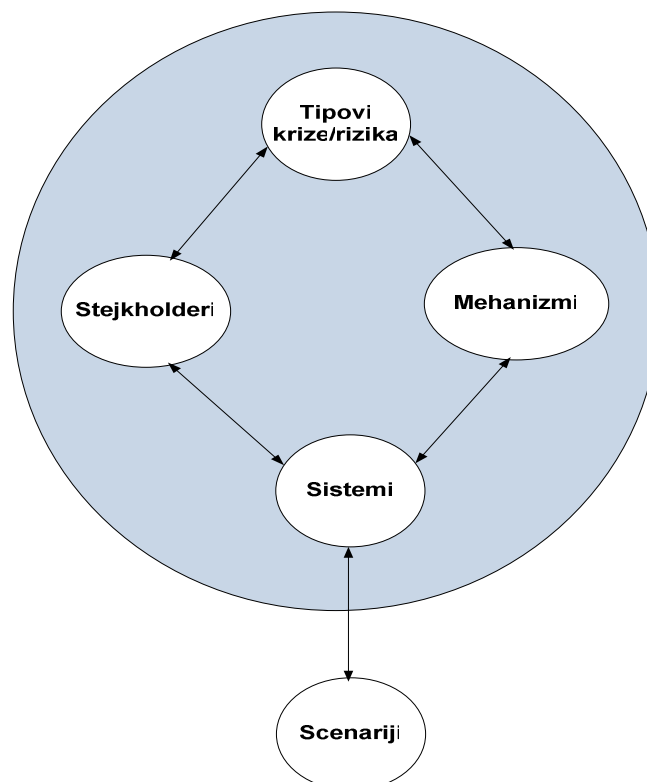 Tipovi
krize/rizika
Stejkholderi
Mehanizmi
Sistemi
Scenariji